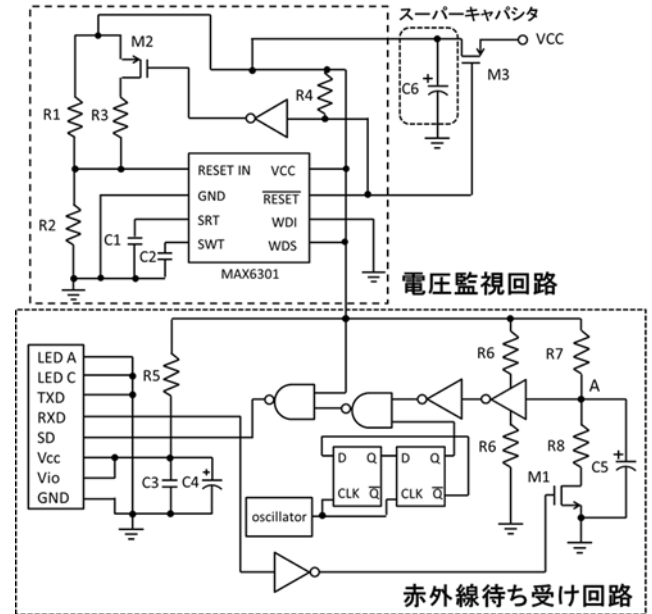 スーパーキャパシタ
M2
VCC
M3
R4
C6
R1
R3
RESET IN VCC
GND RESET
SRT WDI
SWT WDS
R2
C1
C2
MAX6301
電圧監視回路
LED A
LED C
TXD
RXD
SD
Vcc
Vio
GND
R5
R6
R7
A
R6
R8
C5
M1
C3
C4
D Q
CLK Q
D Q
CLK Q
oscillator
赤外線待ち受け回路